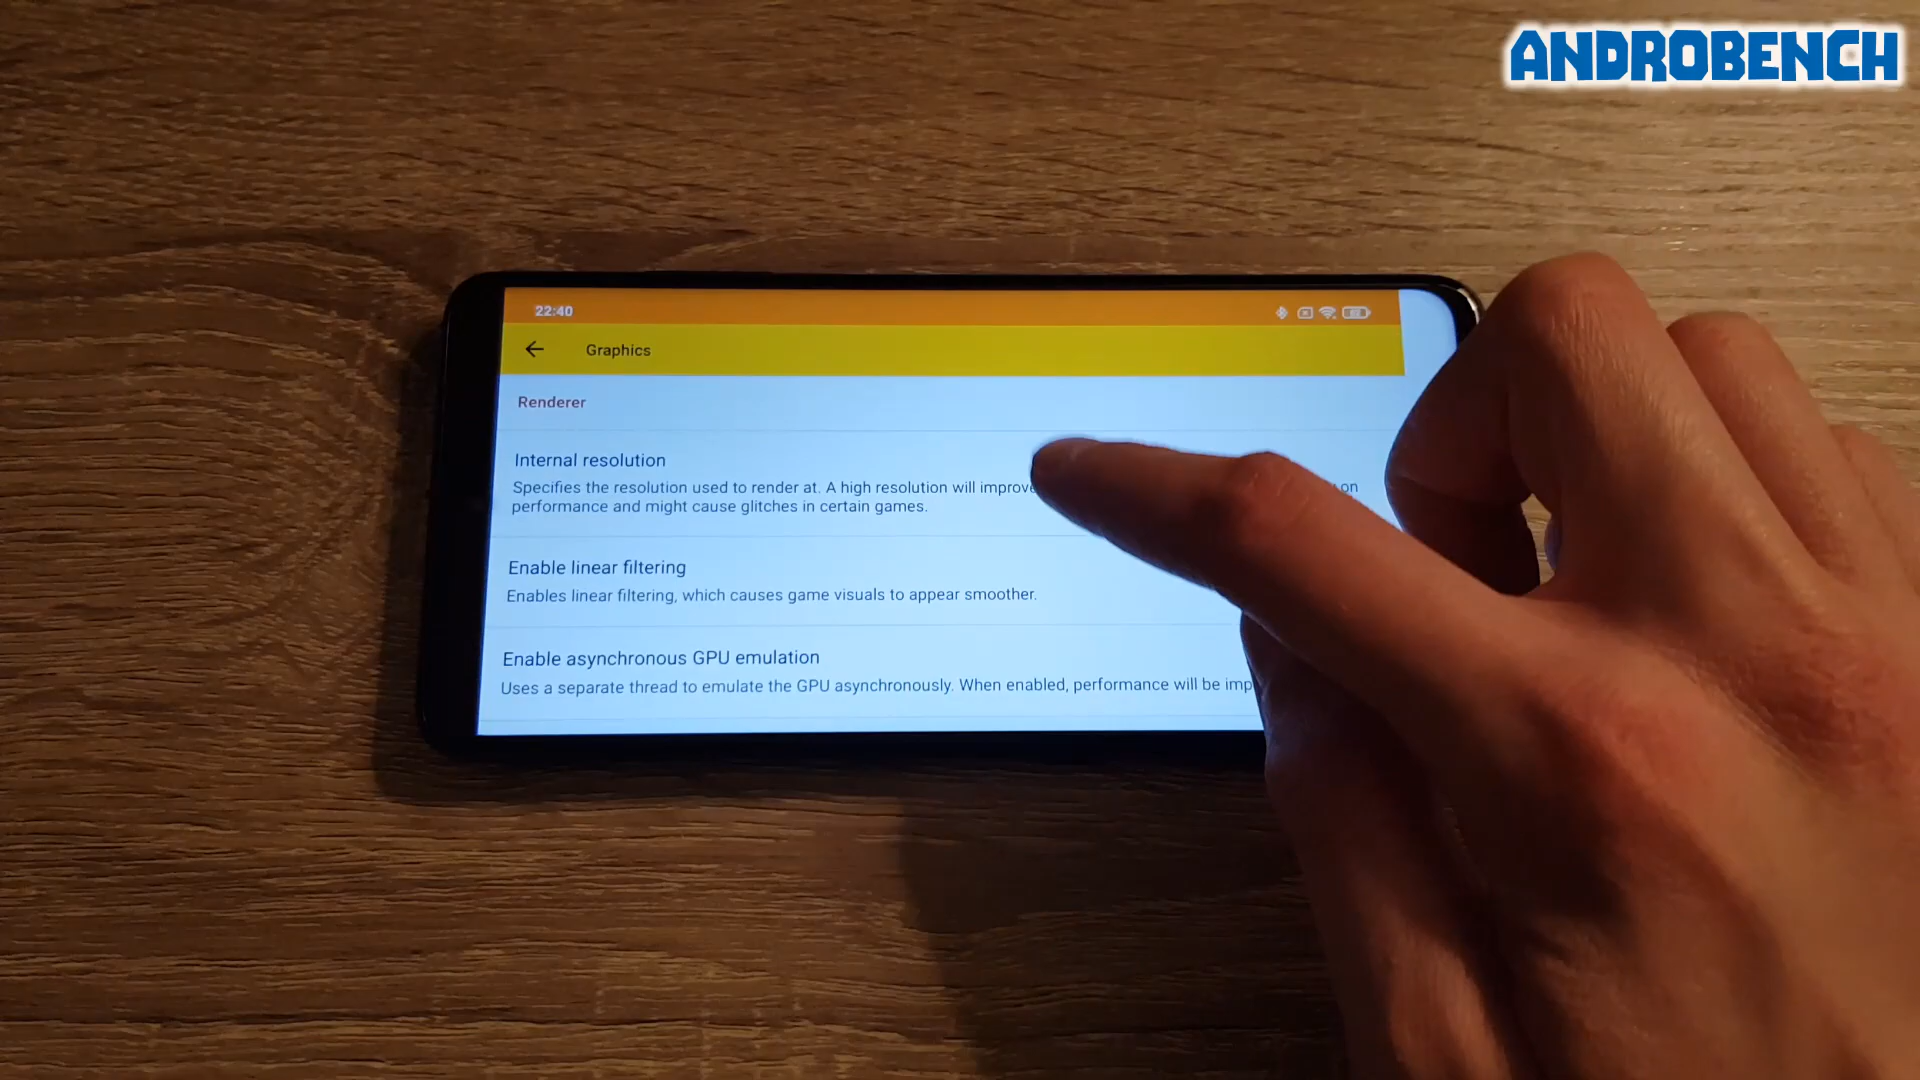 ANDROBENCH
22:40
Graphics
Renderer
Internal resolution
Specifies the resolution used to render at. A high resolution will improve on
performance and might cause glitches in certain games.
Enable linear filtering
Enables linear filtering, which causes game visuals to appear smoother.
Enable asynchronous GPU emulation
Uses a separate thread to emulate the GPU asynchronously. When enabled, performance will be imp